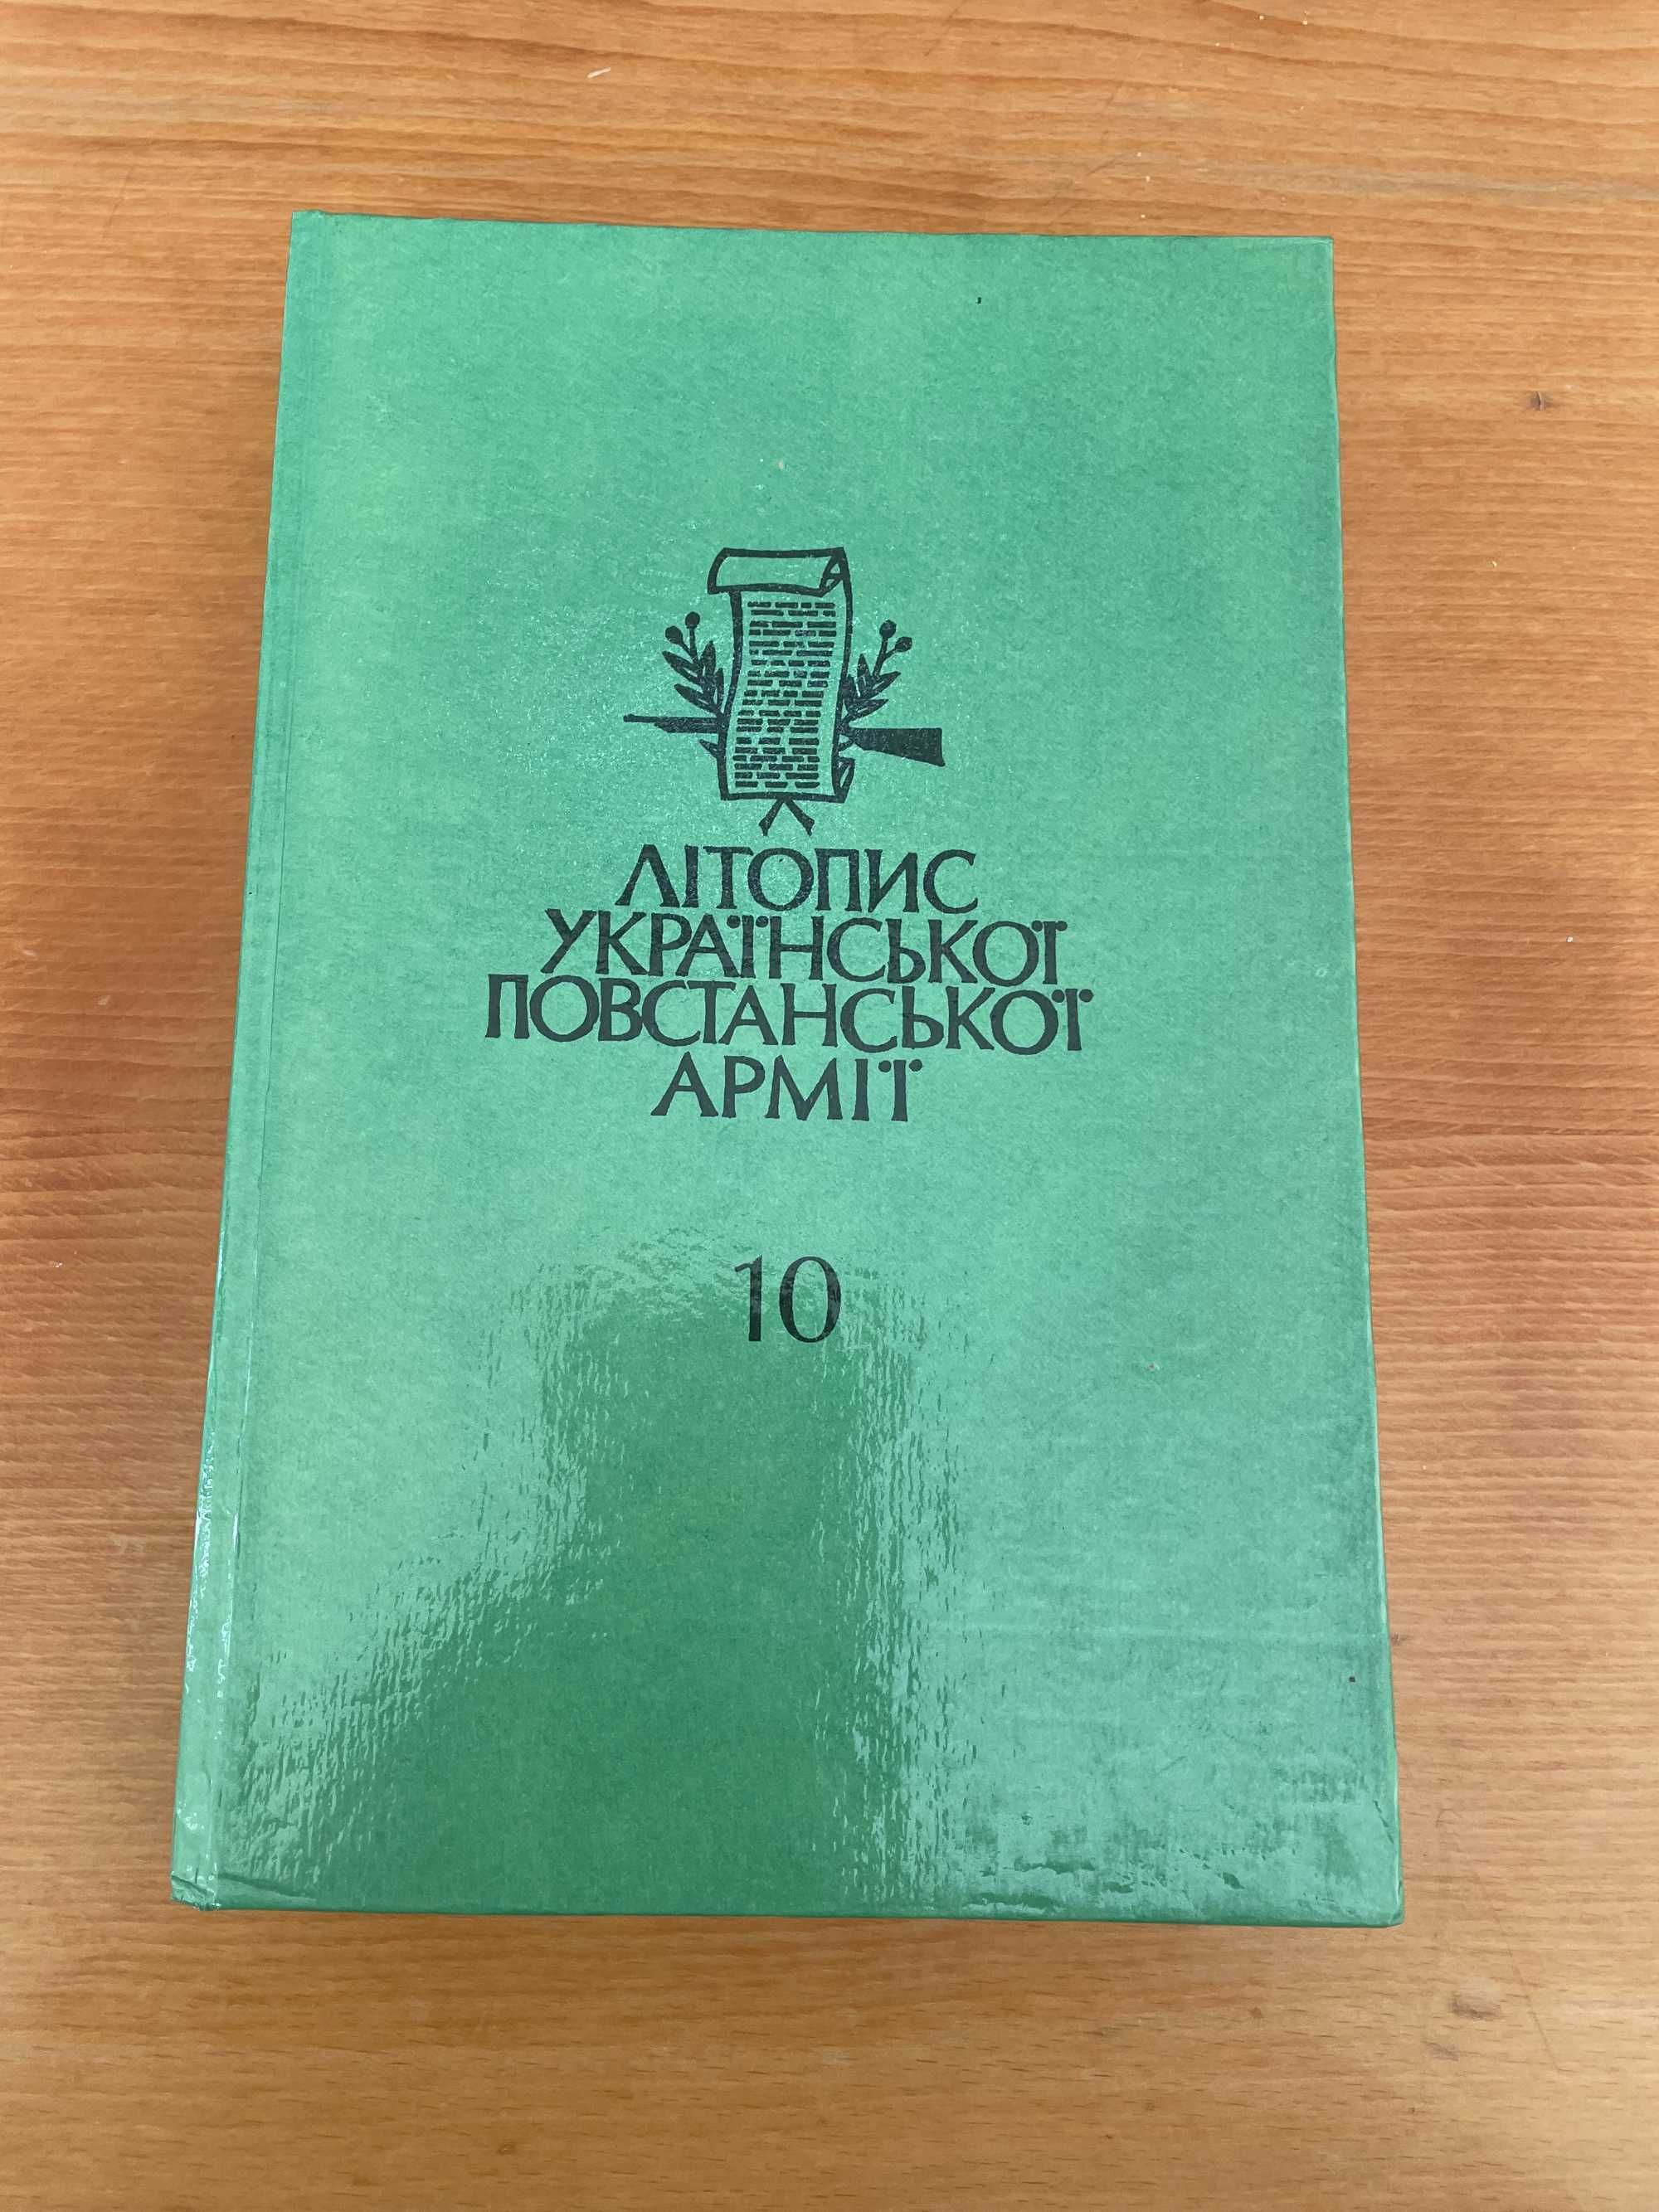 ЛІТОПИС
УКРАЇНСЬКОЇ
ПОВСТАНСЬКОЇ
АРМІЇ
10